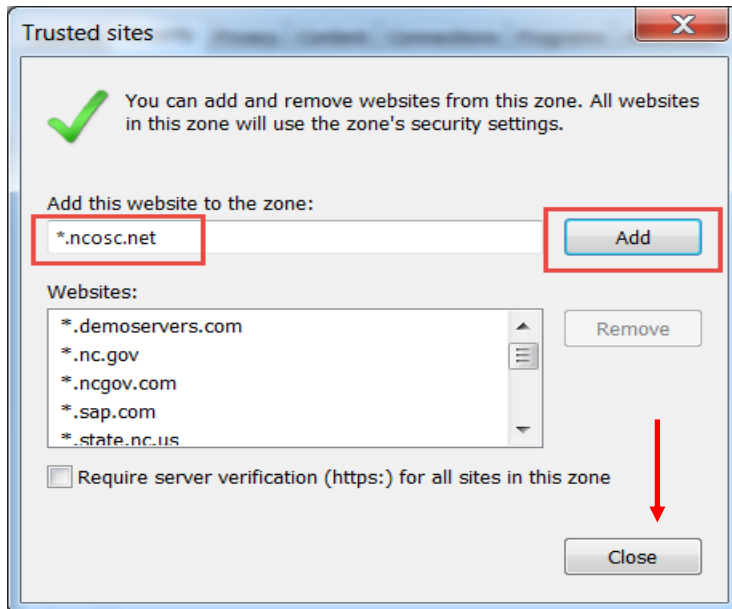 Trusted sites
You can add and remove websites from this zone. All websites
in this zone will use the zone's security settings.
Add this website to the zone:
*.ncosc.net
Add
Websites:
*.demoservers.com
Remove
*.nc.gov
*.ncgov.com
*.sap.com
*.state.nc.us
Require server verification (https:) for all sites in this zone
Close